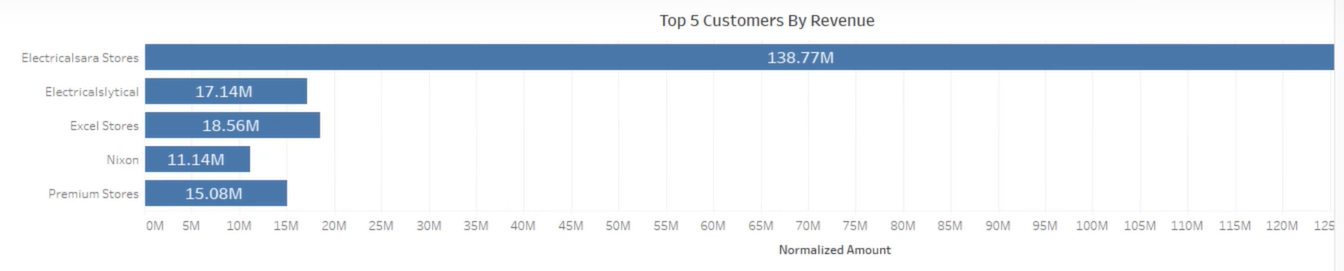 Top 5 Customers By Revenue
Electricalsara Stores 138.77M
Electricalslytical 17.14M
Excel Stores 18.56M
Nixon 11.14M
Premium Stores 15.08M
0M 5M 10M 15M 20M 25M 30M 35M 40M 45M 50M 55M 60M 65M 70M 75M 80M 85M 90M 95M 100M 105M 110M 115M 120M 125
Normalized Amount